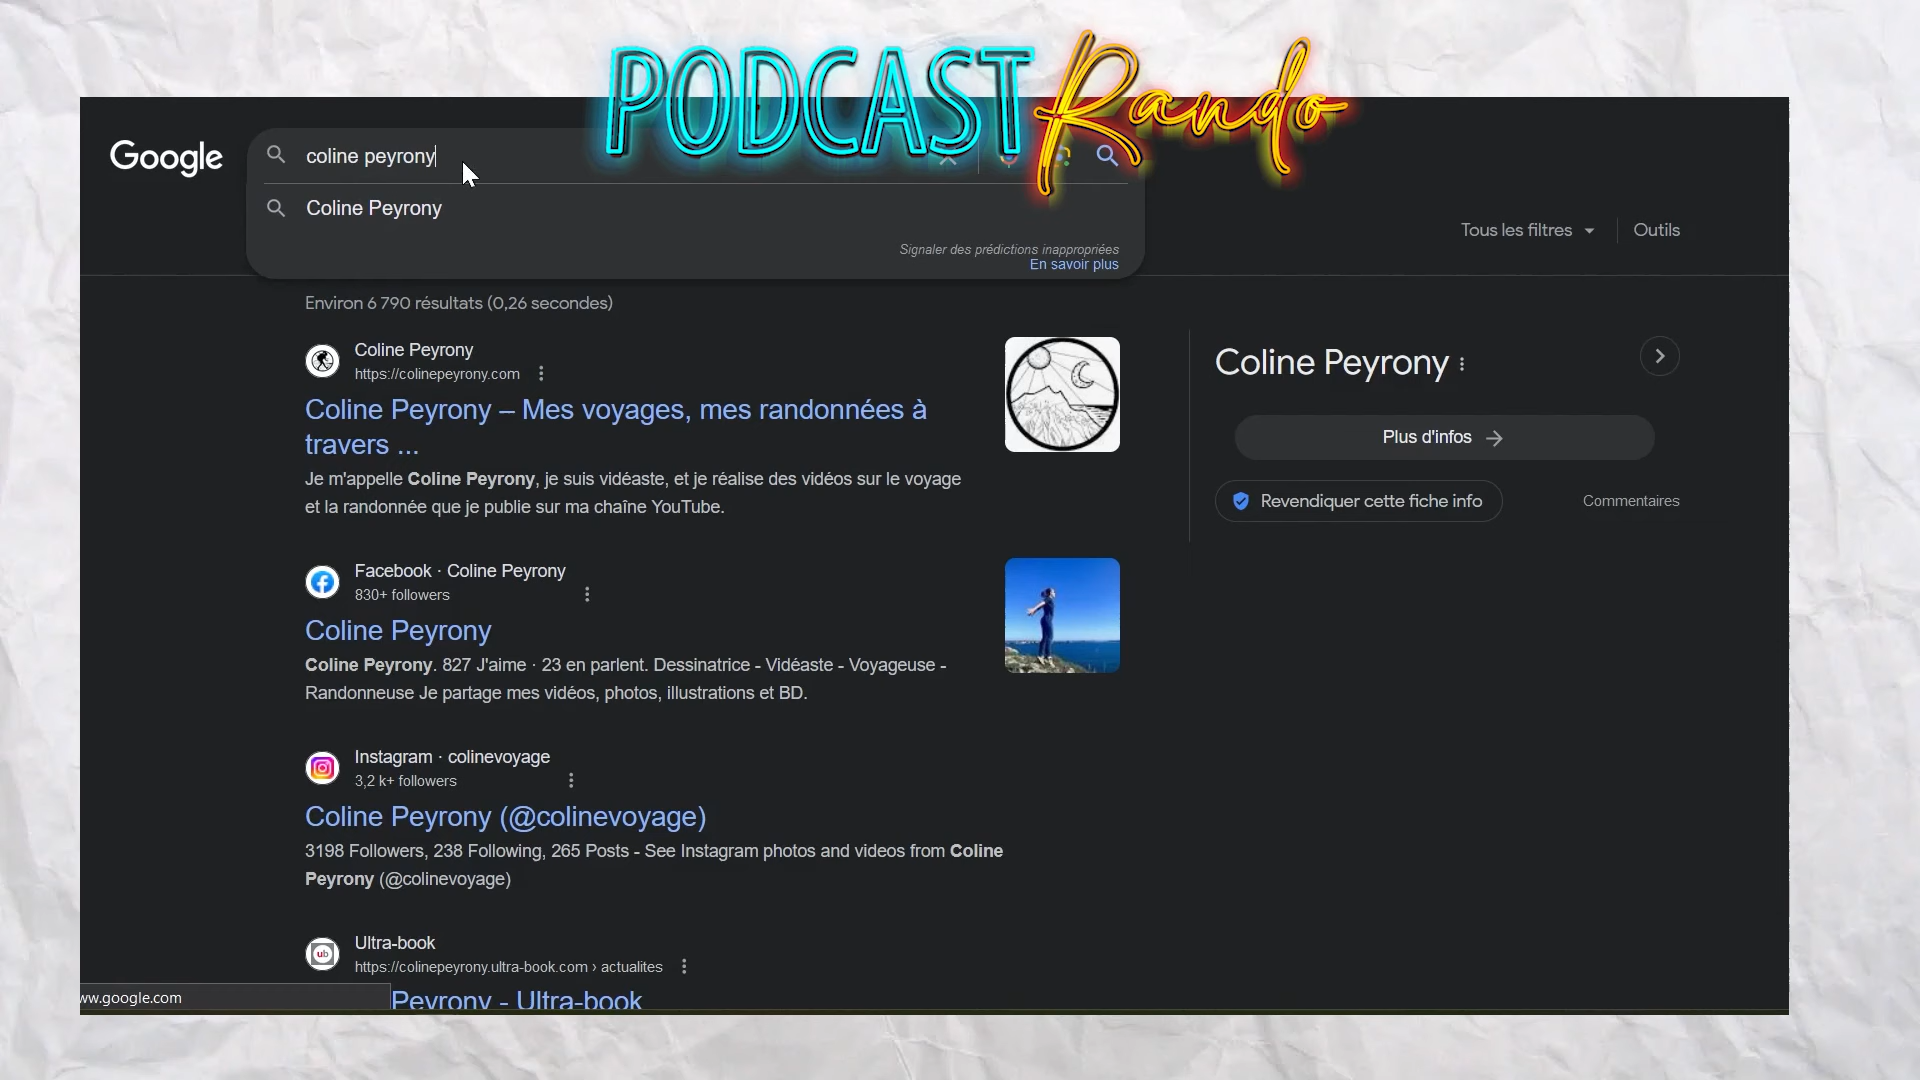 PODCAST Rando
Google
coline peyrony
Coline Peyrony
Signaler des prédictions inappropriées
En savoir plus
Tous les filtres
Outils
Environ 6 790 résultats (0,26 secondes)
Coline Peyrony
https://colinepeyrony.com
Coline Peyrony – Mes voyages, mes randonnées à
travers ...
Je m'appelle Coline Peyrony, je suis vidéaste, et je réalise des vidéos sur le voyage
et la randonnée que je publie sur ma chaîne YouTube.
Facebook · Coline Peyrony
830+ followers
Coline Peyrony
Coline Peyrony. 827 J'aime · 23 en parlent. Dessinatrice - Vidéaste - Voyageuse -
Randonneuse Je partage mes vidéos, photos, illustrations et BD.
Instagram · colinevoyage
3,2 k+ followers
Coline Peyrony (@colinevoyage)
3198 Followers, 238 Following, 265 Posts - See Instagram photos and videos from Coline
Peyrony (@colinevoyage)
ub
Ultra-book
https://colinepeyrony.ultra-book.com › actualites
Peyrony - Ultra-book
ww.google.com
Coline Peyrony
Plus d'infos
Revendiquer cette fiche info
Commentaires